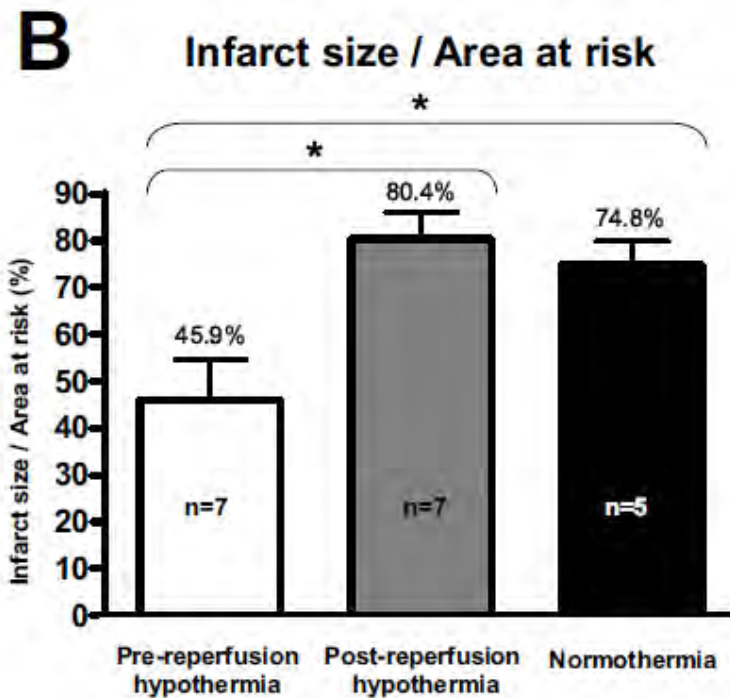 B
Infarct size / Area at risk
*
*
Infarct size / Area at risk (%)
90
80
70
60
50
40
30
20
10
0
45.9%
80.4%
74.8%
n=7
n=7
n=5
Pre-reperfusion
hypothermia
Post-reperfusion
hypothermia
Normothermia